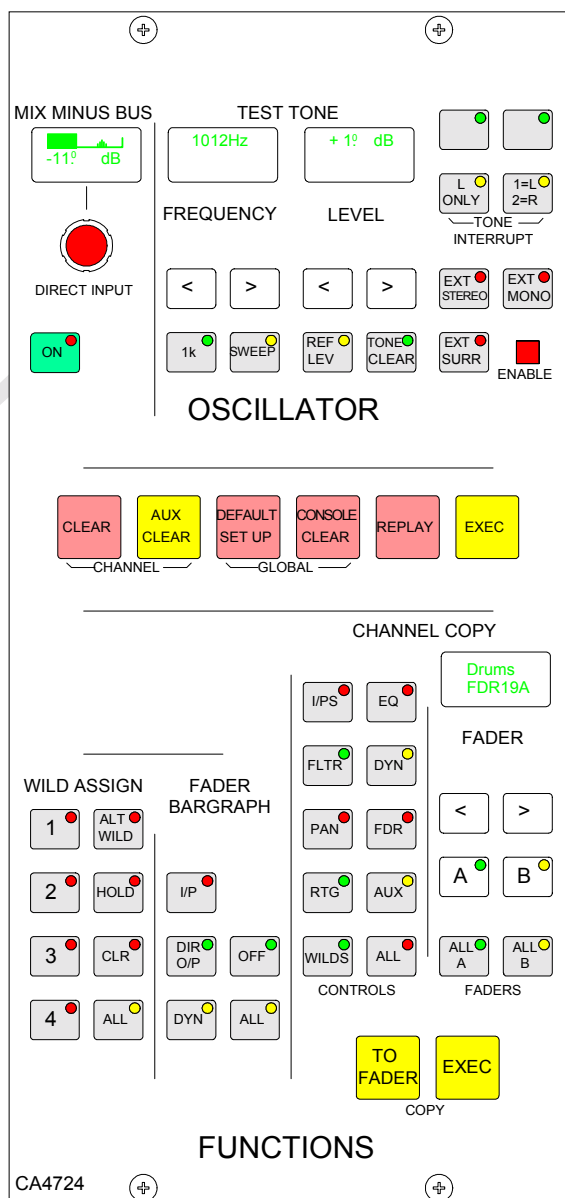 MIX MINUS BUS
TEST TONE
-11.0 dB
1012Hz
+ 1.0 dB
L
ONLY
1=L
2=R
TONE
INTERRUPT
FREQUENCY
LEVEL
DIRECT INPUT
<
>
<
>
EXT
STEREO
EXT
MONO
ON
1k
SWEEP
REF
LEV
TONE
CLEAR
EXT
SURR
ENABLE
OSCILLATOR
CLEAR
AUX
CLEAR
DEFAULT
SET UP
CONSOLE
CLEAR
REPLAY
EXEC
CHANNEL
GLOBAL
CHANNEL COPY
Drums
FDR19A
I/PS
EQ
FADER
FLTR
DYN
WILD ASSIGN
FADER
BARGRAPH
<
>
1
ALT
WILD
PAN
FDR
2
HOLD
I/P
RTG
AUX
A
B
3
CLR
DIR
O/P
OFF
WILDS
ALL
ALL
A
ALL
B
CONTROLS
FADERS
4
ALL
DYN
ALL
TO
FADER
EXEC
COPY
FUNCTIONS
CA4724